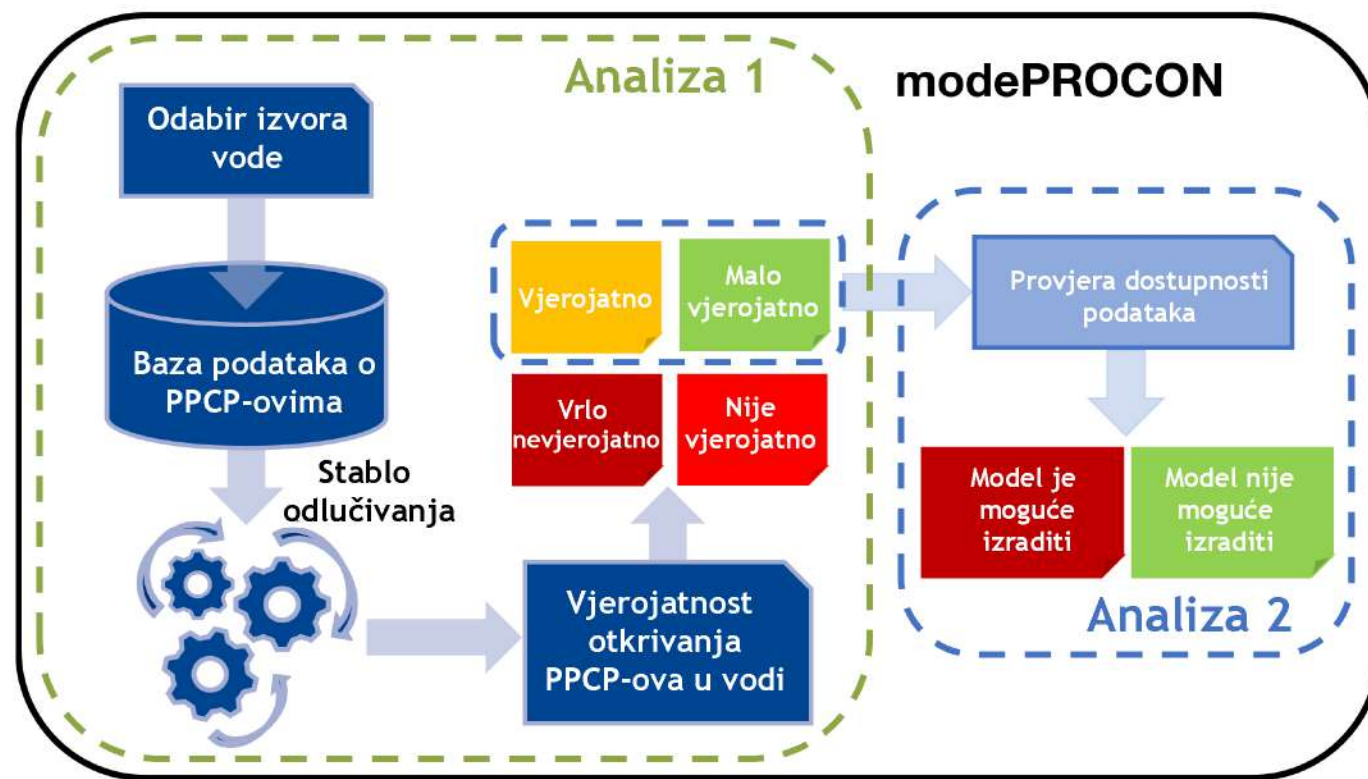 Analiza 1
modePROCON
Odabir izvora
vode
Baza podataka o
PPCP-ovima
Stablo
odlučivanja
Vjerojatnost
otkrivanja
PPCP-ova u vodi
Vjerojatno
Malo
vjerojatno
Vrlo
nevjerojatno
Nije
vjerojatno
Provjera dostupnosti
podataka
Model je
moguće
izraditi
Model nije
moguće
izraditi
Analiza 2